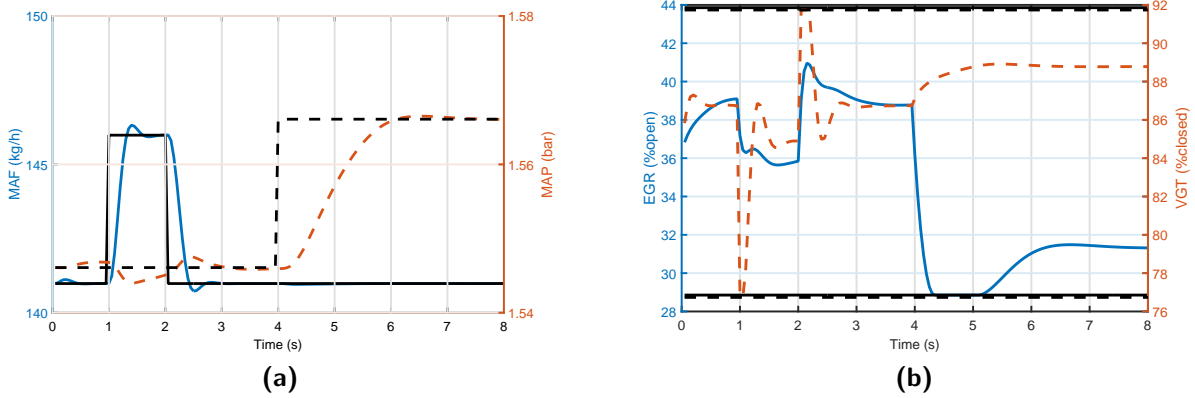 150
145
140
MAF (kg/h)
1.58
1.56
1.54
MAP (bar)
0 1 2 3 4 5 6 7 8
Time (s)
(a)
44
42
40
38
36
34
32
30
28
EGR (%open)
92
90
88
86
84
82
80
78
76
VGT (%closed)
0 1 2 3 4 5 6 7 8
Time (s)
(b)